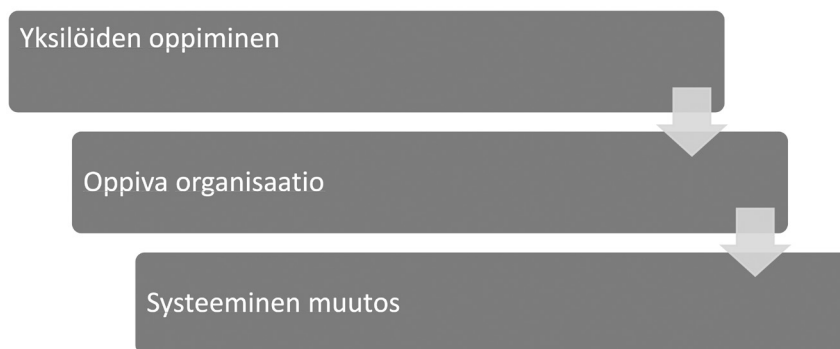 Yksilöiden oppiminen
Oppiva organisaatio
Systeeminen muutos